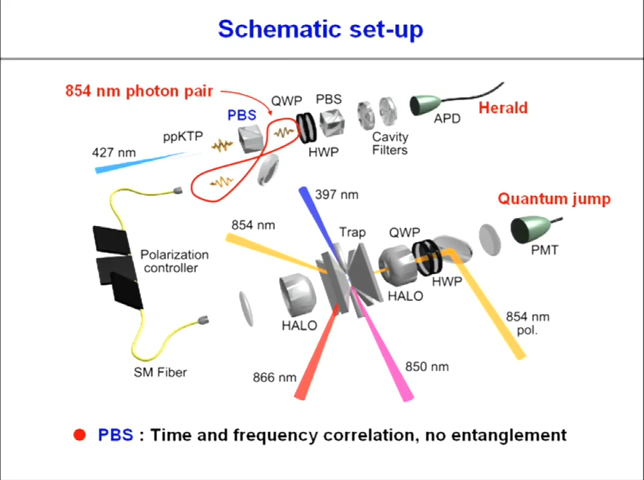 Schematic set-up
854 nm photon pair
QWP
PBS
PBS
APD
Herald
ppKTP
HWP
Cavity
Filters
427 nm
397 nm
Quantum jump
854 nm
Trap
QWP
PMT
Polarization
controller
HWP
HALO
HALO
854 nm
pol.
SM Fiber
866 nm
850 nm
PBS : Time and frequency correlation, no entanglement